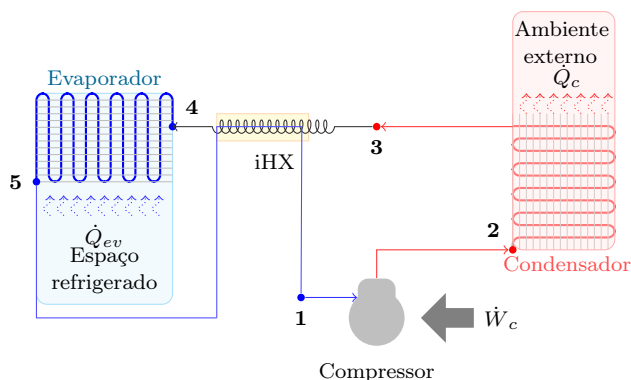 Ambiente
externo
Q̇c
Evaporador
4
3
iHX
5
2
Q̇ev
Espaço
refrigerado
Condensador
1
Ẇc
Compressor